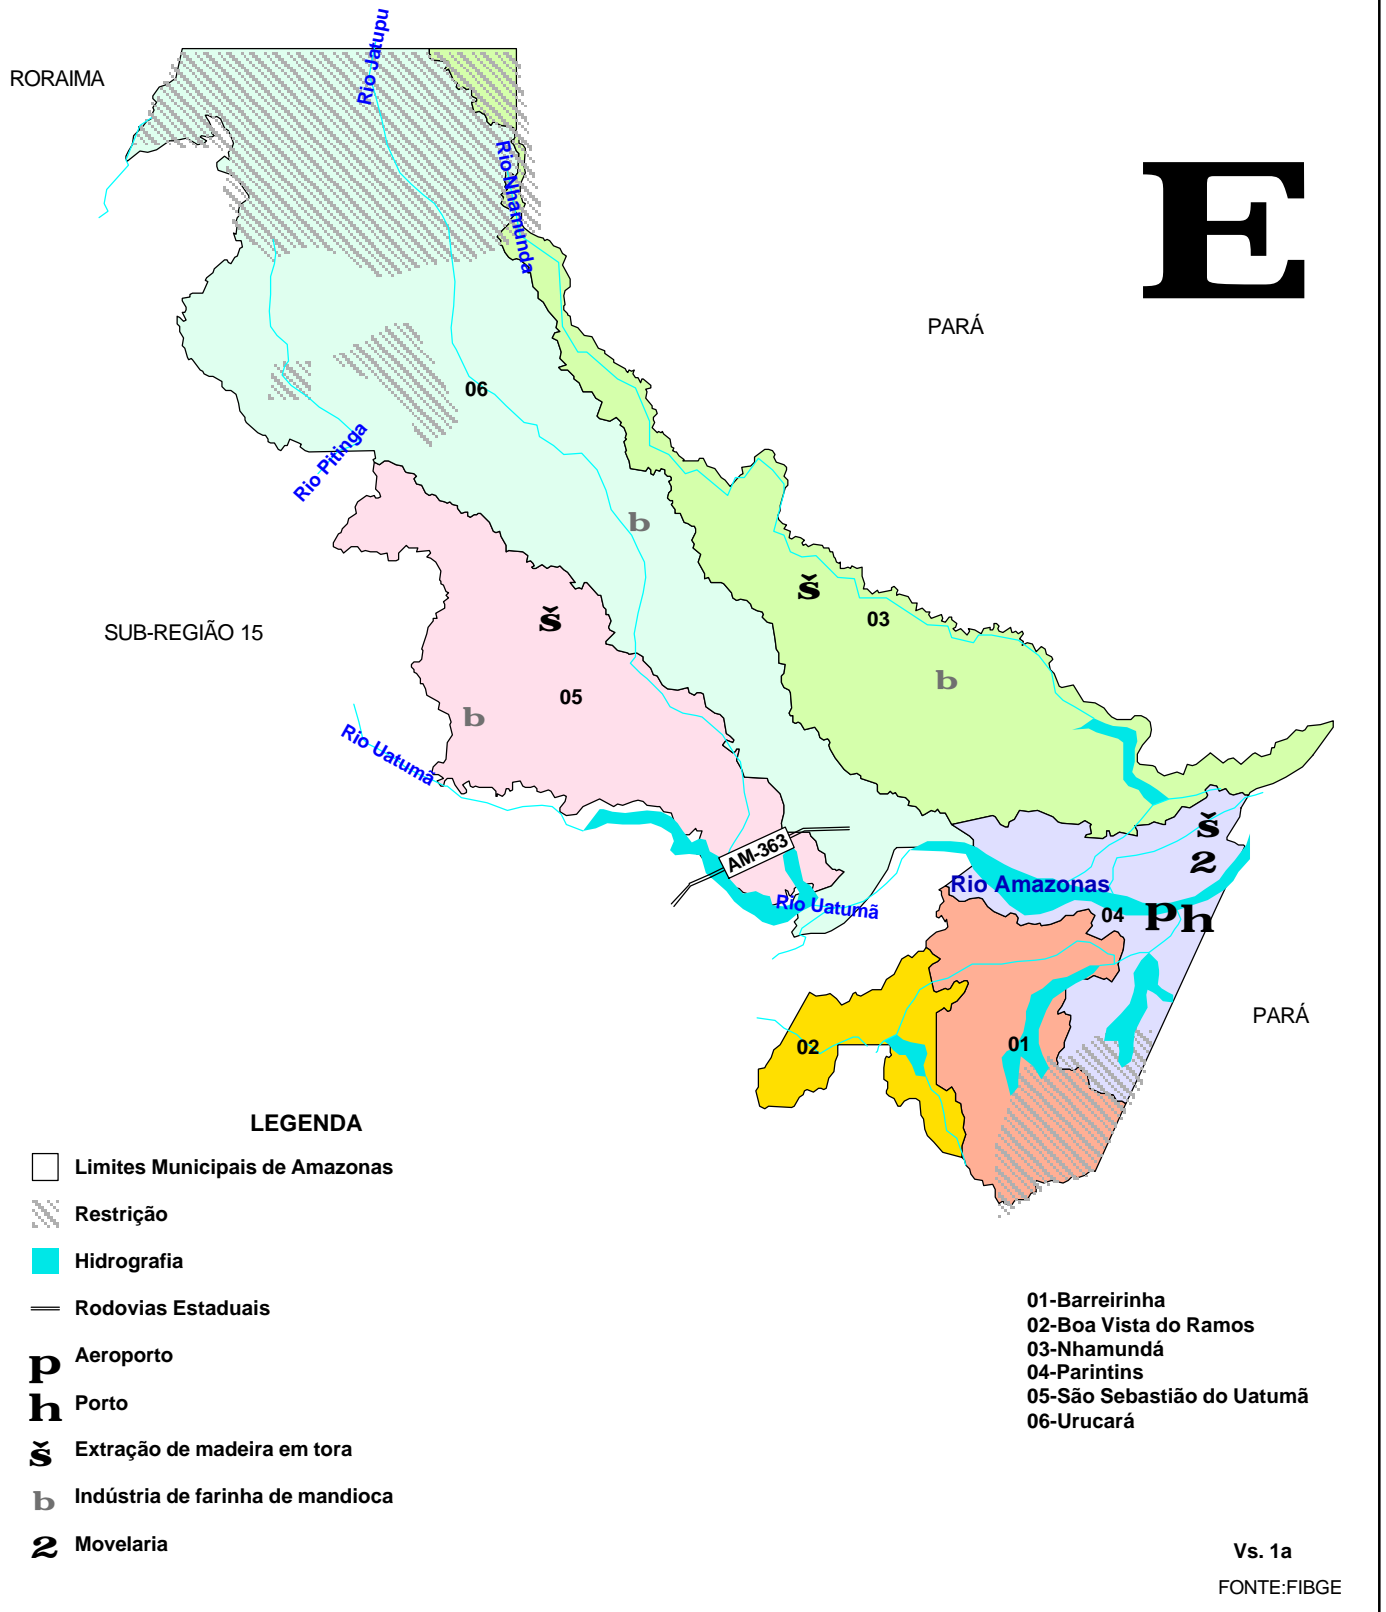 RORAIMA
Rio Jatupu
Rio Nhamunda
E
PARÁ
06
Rio Pitinga
b
š
03
SUB-REGIÃO 15
š
05
b
b
Rio Uatumã
AM-363
š
2
Rio Amazonas
Rio Uatumã
04
p
h
PARÁ
02
01
LEGENDA
Limites Municipais de Amazonas
Restrição
Hidrografia
Rodovias Estaduais
p Aeroporto
h Porto
š Extração de madeira em tora
b Indústria de farinha de mandioca
2 Movelaria
01-Barreirinha
02-Boa Vista do Ramos
03-Nhamundá
04-Parintins
05-São Sebastião do Uatumã
06-Urucará
Vs. 1a
FONTE:FIBGE